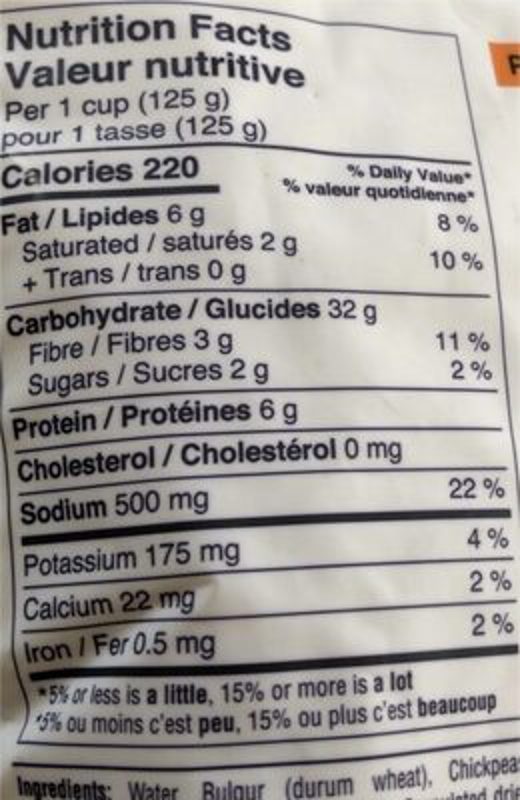 Nutrition Facts
Valeur nutritive
Per 1 cup (125 g)
pour 1 tasse (125 g)
Calories 220
% Daily Value*
% valeur quotidienne*
Fat / Lipides 6 g 8 %
Saturated / saturés 2 g
+ Trans / trans 0 g 10 %
Carbohydrate / Glucides 32 g
Fibre / Fibres 3 g 11 %
Sugars / Sucres 2 g 2 %
Protein / Protéines 6 g
Cholesterol / Cholestérol 0 mg
Sodium 500 mg 22 %
Potassium 175 mg 4 %
Calcium 22 mg 2 %
Iron / Fer 0.5 mg 2 %
*5% or less is a little, 15% or more is a lot
*5% ou moins c'est peu, 15% ou plus c'est beaucoup
Ingredients: Water, Bulgur (durum wheat), Chickpea